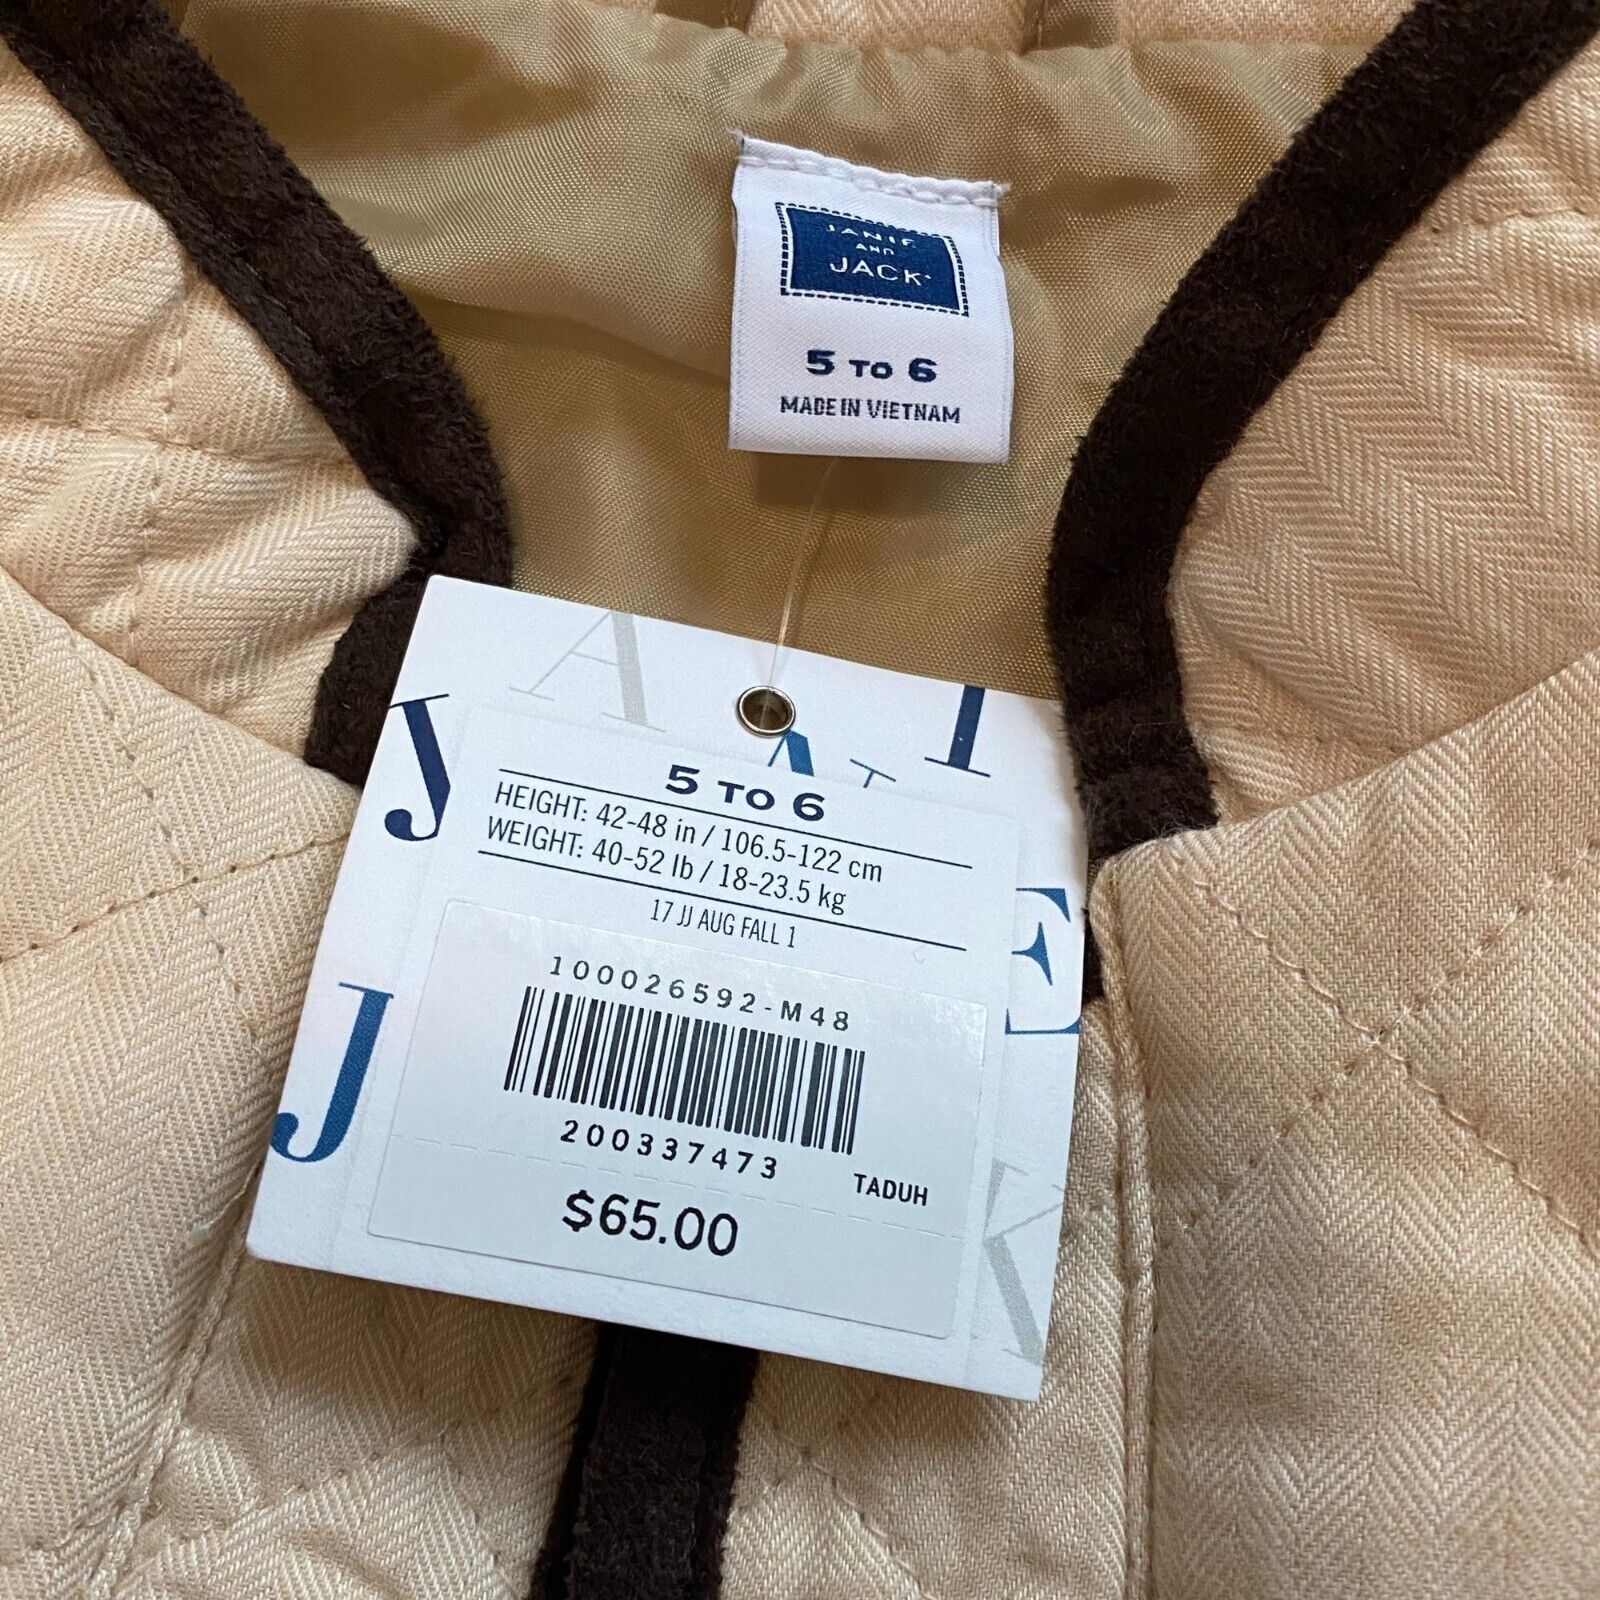 JANIE
AND
JACK
5 TO 6
MADE IN VIETNAM
5 TO 6
HEIGHT: 42-48 in / 106.5-122 cm
WEIGHT: 40-52 lb / 18-23.5 kg
17 JJ AUG FALL 1
100026592-M48
200337473
TADUH
$65.00